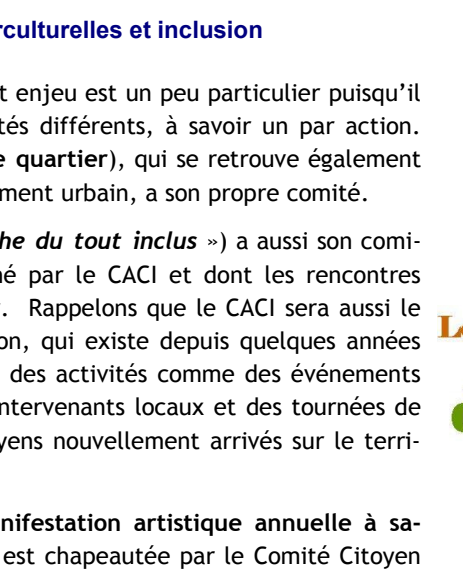 rculturelles et inclusion
t enjeu est un peu particulier puisqu’il
tés différents, à savoir un par action.
e quartier), qui se retrouve également
ment urbain, a son propre comité.
he du tout inclus ») a aussi son comi-
né par le CACI et dont les rencontres
. Rappelons que le CACI sera aussi le
on, qui existe depuis quelques années
des activités comme des événements
ntervenants locaux et des tournées de
yens nouvellement arrivés sur le terri-
nifestation artistique annuelle à sa-
est chapeautée par le Comité Citoyen